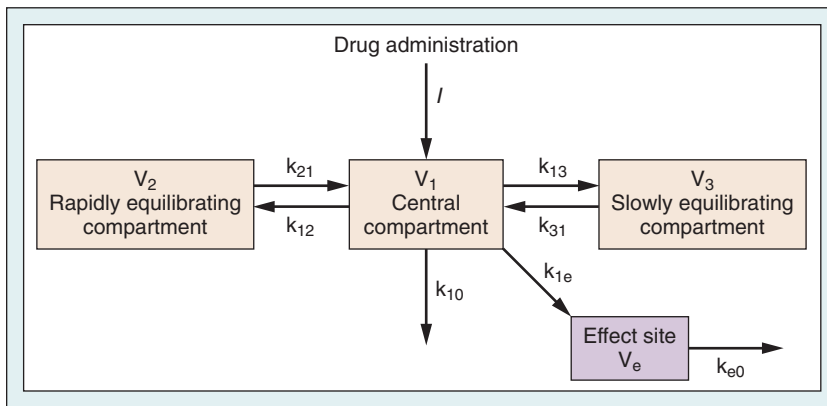 Drug administration
I
V2
Rapidly equilibrating
compartment
k21
k12
V1
Central
compartment
k13
k31
V3
Slowly equilibrating
compartment
k10
k1e
Effect site
Ve
ke0